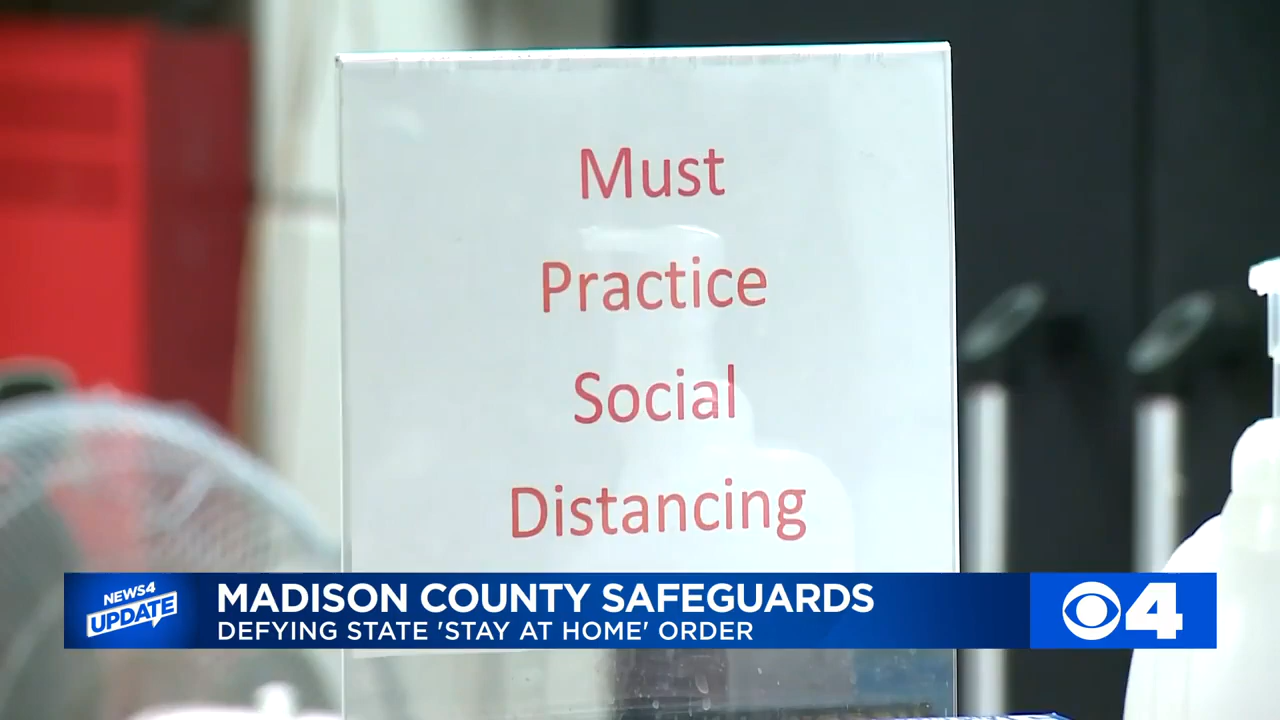 Must
Practice
Social
Distancing
NEWS4
UPDATE
MADISON COUNTY SAFEGUARDS
DEFYING STATE 'STAY AT HOME' ORDER
4